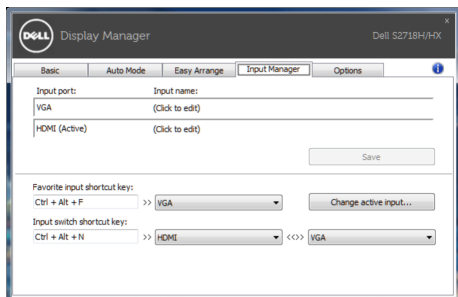 DELL Display Manager Dell S2718H/HX
Basic Auto Mode Easy Arrange Input Manager Options
Input port: Input name:
VGA (Click to edit)
HDMI (Active) (Click to edit)
Save
Favorite input shortcut key:
Ctrl + Alt + F >> VGA Change active input...
Input switch shortcut key:
Ctrl + Alt + N >> HDMI <<>> VGA